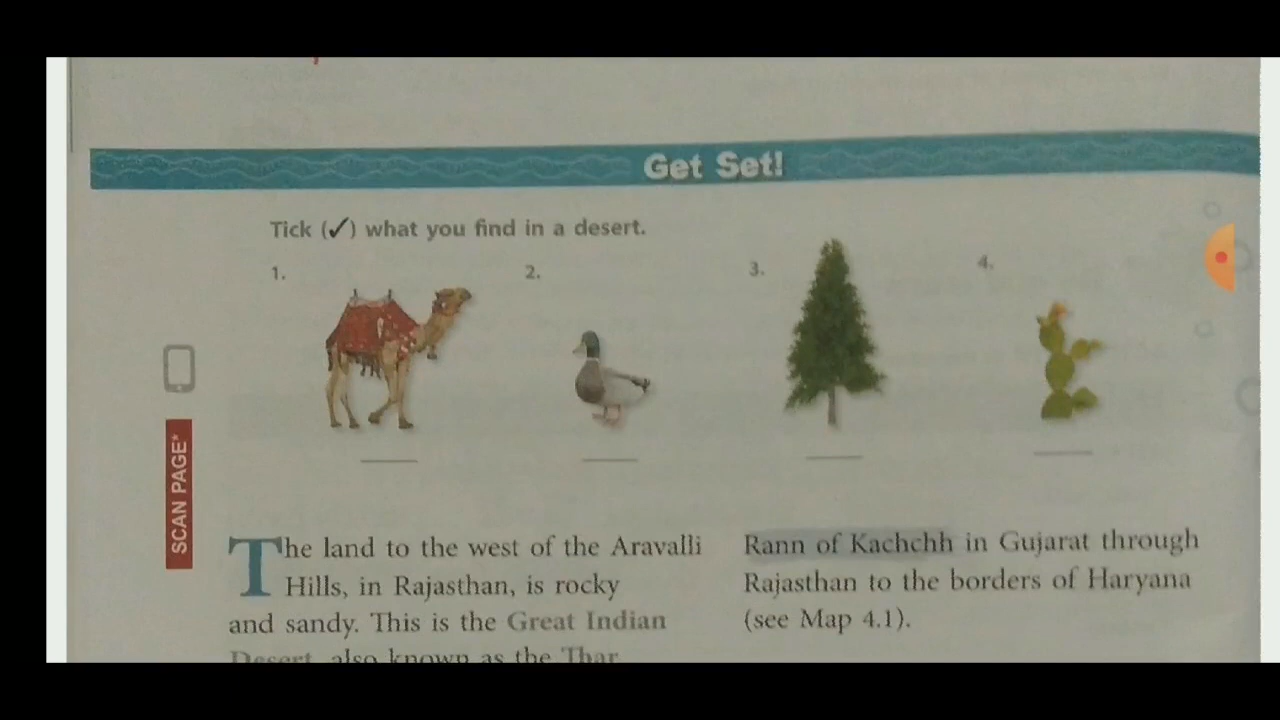 Get Set!
Tick (✓) what you find in a desert.
1.
2.
3.
4.
SCAN PAGE*
The land to the west of the Aravalli
Hills, in Rajasthan, is rocky
and sandy. This is the Great Indian
Desert, also known as the Thar
Rann of Kachchh in Gujarat through
Rajasthan to the borders of Haryana
(see Map 4.1).